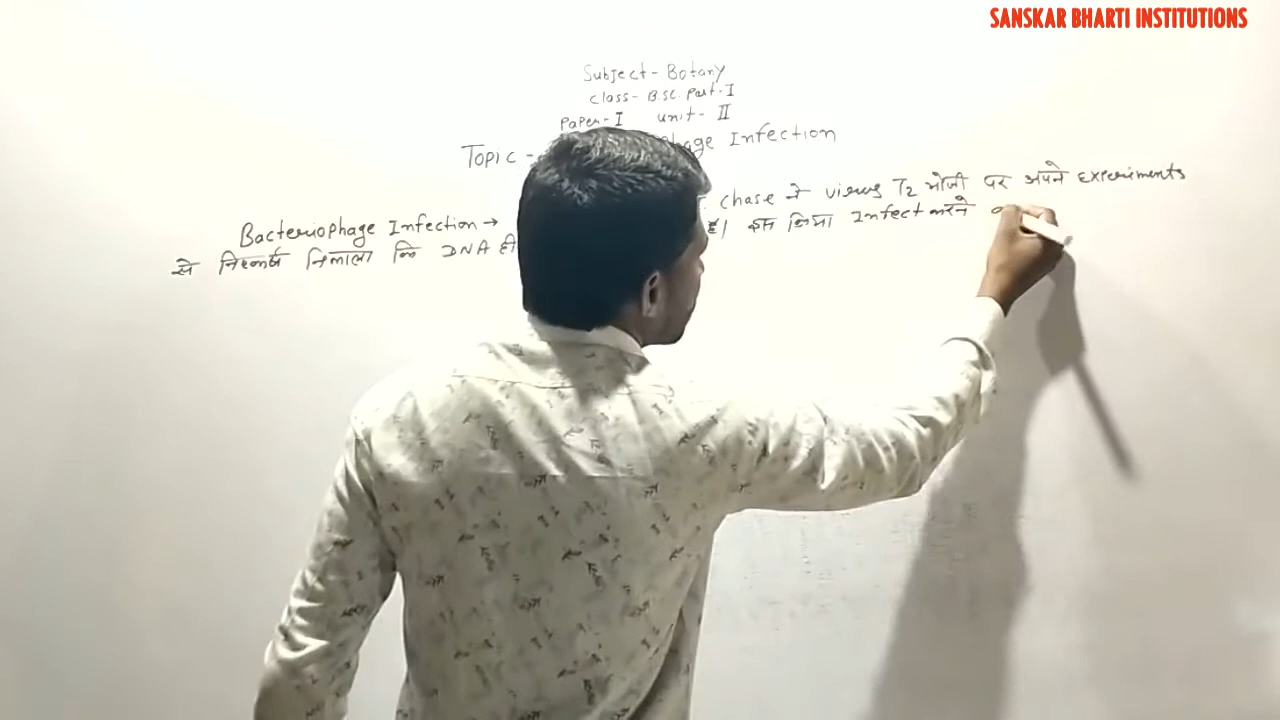 SANSKAR BHARTI INSTITUTIONS
Subject - Botany
Class - B.Sc. Part - I
Paper - I Unit - II
Topic - Infection
Bacteriophage Infection → chase ने virus T2 भोजी पर अपने experiments
से निष्कर्ष निकाला कि DNA ही है। इस क्रिया Infect करने